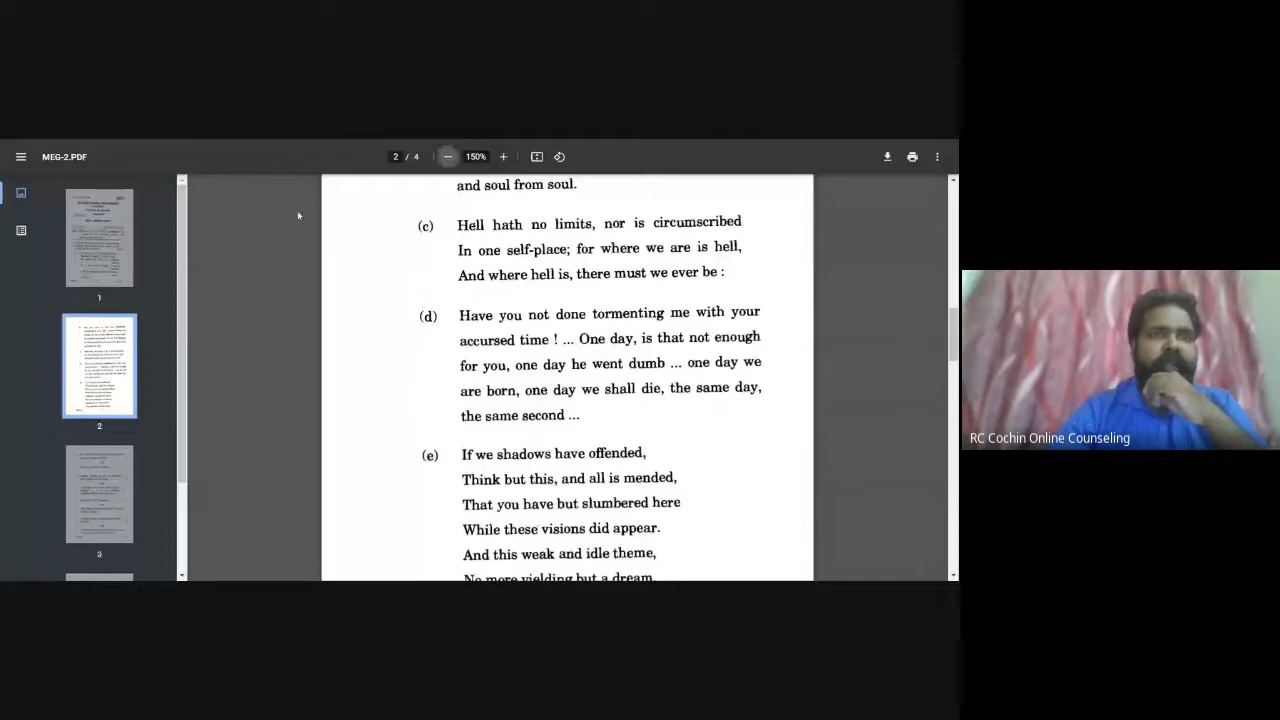 MEG-2.PDF
2 / 4
150%
and soul from soul.
(c) Hell hath no limits, nor is circumscribed
In one self-place; for where we are is hell,
And where hell is, there must we ever be :
(d) Have you not done tormenting me with your
accursed time ! ... One day, is that not enough
for you, one day he went dumb ... one day we
are born, one day we shall die, the same day,
the same second ...
(e) If we shadows have offended,
Think but this, and all is mended,
That you have but slumbered here
While these visions did appear.
And this weak and idle theme,
No more yielding but a dream,
1
2
3
RC Cochin Online Counseling